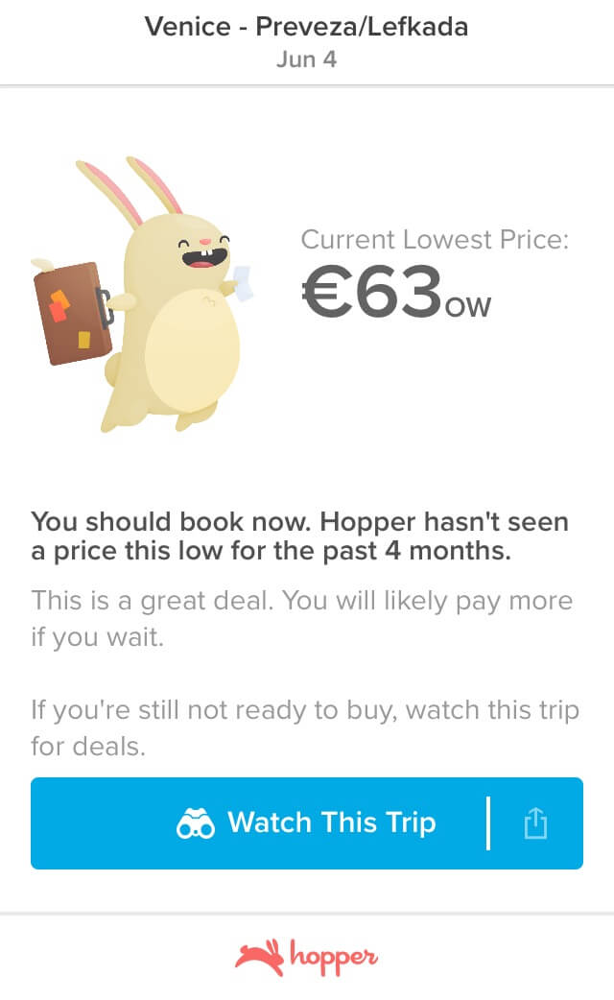 Venice - Preveza/Lefkada
Jun 4
Current Lowest Price:
€63ow
You should book now. Hopper hasn't seen
a price this low for the past 4 months.
This is a great deal. You will likely pay more
if you wait.
If you're still not ready to buy, watch this trip
for deals.
Watch This Trip
hopper